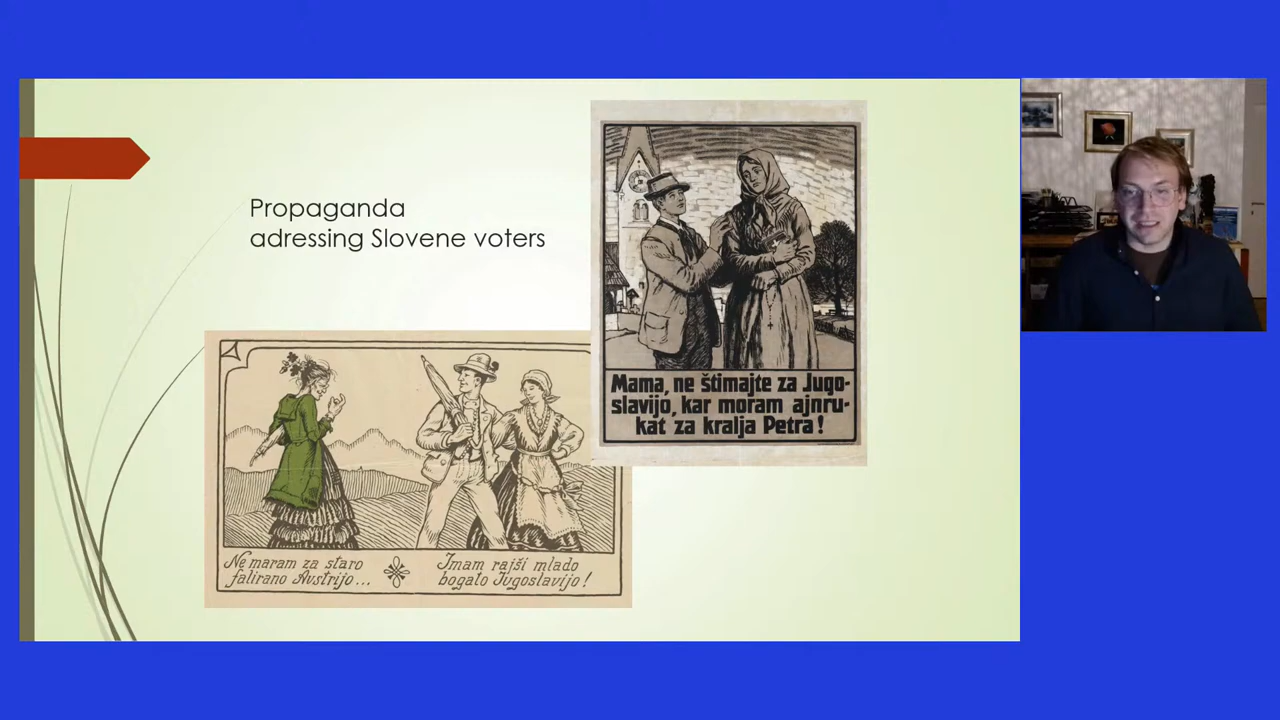 Propaganda
adressing Slovene voters
Mama, ne štimajte za Jugo-
slavijo, kar moram ajnru-
kat za kralja Petra!
Ne maram za staro
falirano Avstrijo...
Imam rajši mlado
bogato Jugoslavijo!